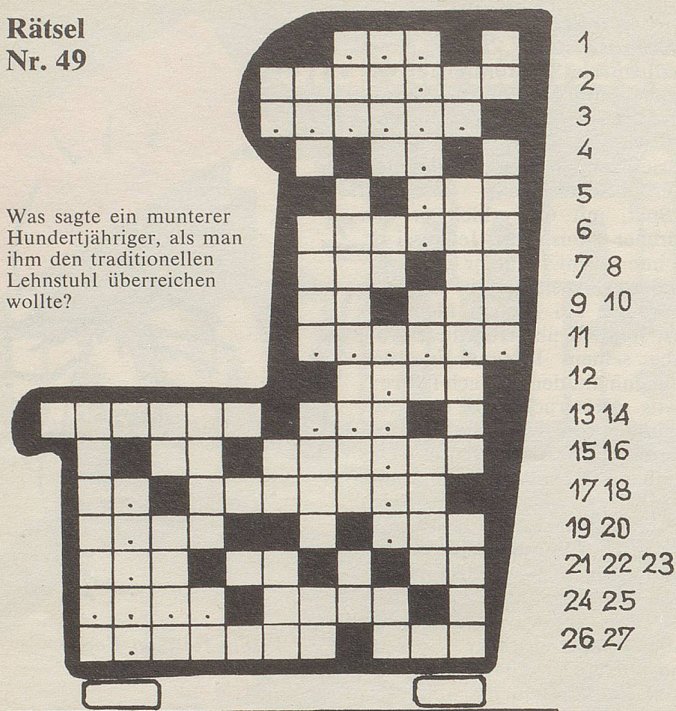 Rätsel
Nr. 49
Was sagte ein munterer
Hundertjähriger, als man
ihm den traditionellen
Lehnstuhl überreichen
wollte?
1
2
3
4
5
6
7 8
9 10
11
12
13 14
15 16
17 18
19 20
21 22 23
24 25
26 27